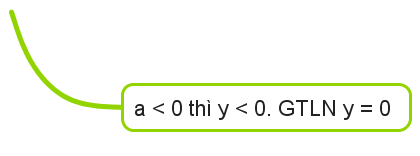 a < 0 thì y < 0. GTLN y = 0